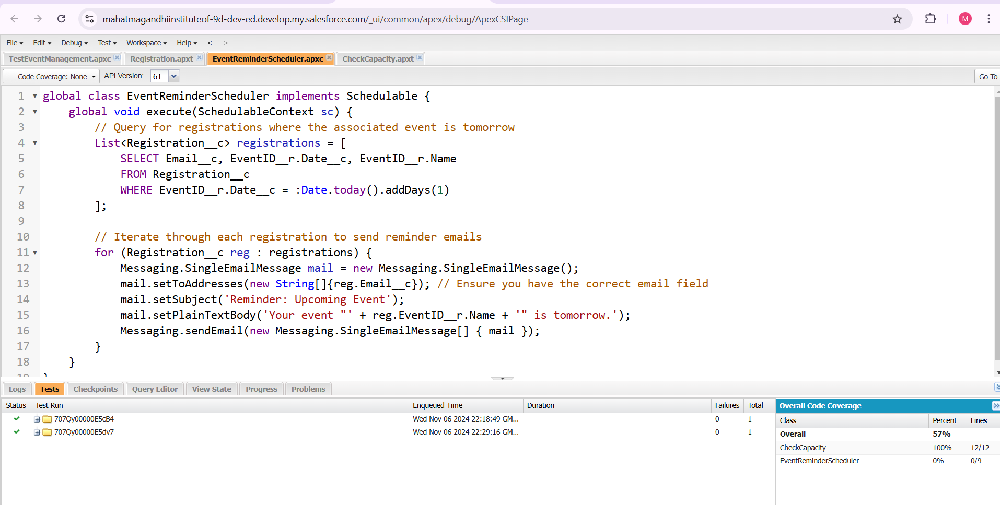 mahatmagandhiinstituteof-9d-dev-ed.develop.my.salesforce.com/_ui/common/apex/debug/ApexCSIPage
M
File Edit Debug Test Workspace Help < >
TestEventManagement.apxc Registration.apxt EventReminderScheduler.apxc CheckCapacity.apxt
Code Coverage: None API Version: 61 Go To
1 global class EventReminderScheduler implements Schedulable {
2 global void execute(SchedulableContext sc) {
3 // Query for registrations where the associated event is tomorrow
4 List<Registration__c> registrations = [
5 SELECT Email__c, EventID__r.Date__c, EventID__r.Name
6 FROM Registration__c
7 WHERE EventID__r.Date__c = :Date.today().addDays(1)
8 ];
9
10 // Iterate through each registration to send reminder emails
11 for (Registration__c reg : registrations) {
12 Messaging.SingleEmailMessage mail = new Messaging.SingleEmailMessage();
13 mail.setToAddresses(new String[]{reg.Email__c}); // Ensure you have the correct email field
14 mail.setSubject('Reminder: Upcoming Event');
15 mail.setPlainTextBody('Your event "' + reg.EventID__r.Name + '" is tomorrow.');
16 Messaging.sendEmail(new Messaging.SingleEmailMessage[] { mail });
17 }
18 }
19 }
Logs Tests Checkpoints Query Editor View State Progress Problems
Status Test Run Enqueued Time Duration Failures Total
707Qy00000E5cB4 Wed Nov 06 2024 22:18:49 GM... 0 1
707Qy00000E5dv7 Wed Nov 06 2024 22:29:16 GM... 0 1
Overall Code Coverage
Class Percent Lines
Overall 57%
CheckCapacity 100% 12/12
EventReminderScheduler 0% 0/9